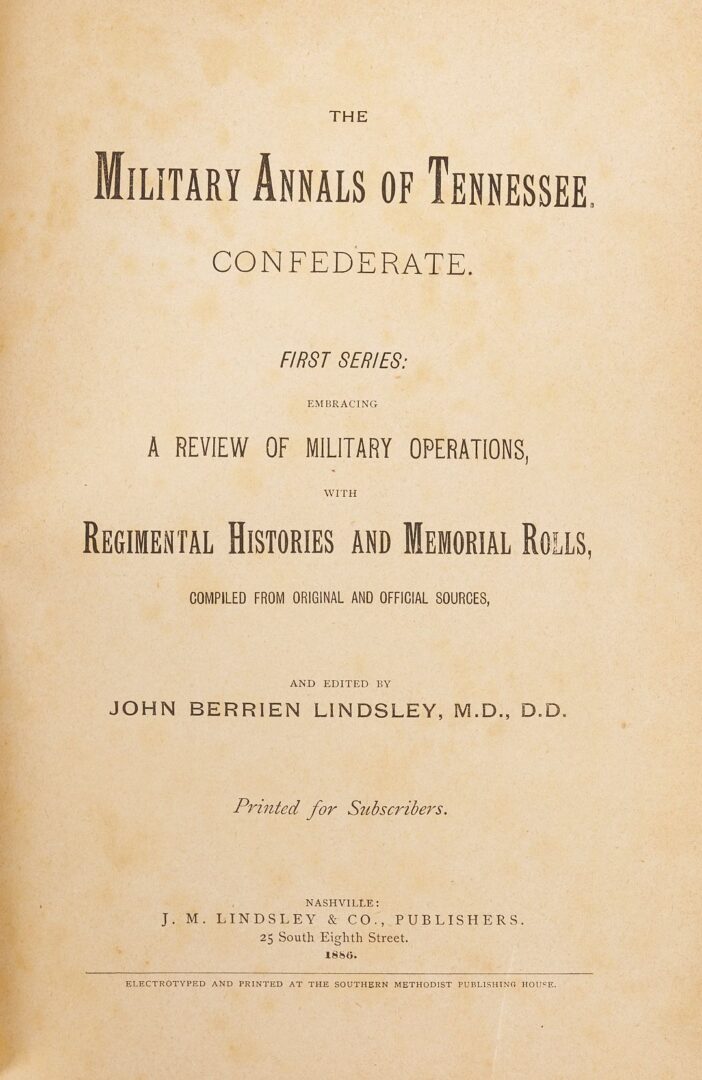 THE
MILITARY ANNALS OF TENNESSEE.
CONFEDERATE.
FIRST SERIES:
EMBRACING
A REVIEW OF MILITARY OPERATIONS,
WITH
REGIMENTAL HISTORIES AND MEMORIAL ROLLS,
COMPILED FROM ORIGINAL AND OFFICIAL SOURCES,
AND EDITED BY
JOHN BERRIEN LINDSLEY, M.D., D.D.
Printed for Subscribers.
NASHVILLE:
J. M. LINDSLEY & CO., PUBLISHERS.
25 South Eighth Street.
1886.
ELECTROTYPED AND PRINTED AT THE SOUTHERN METHODIST PUBLISHING HOUSE.